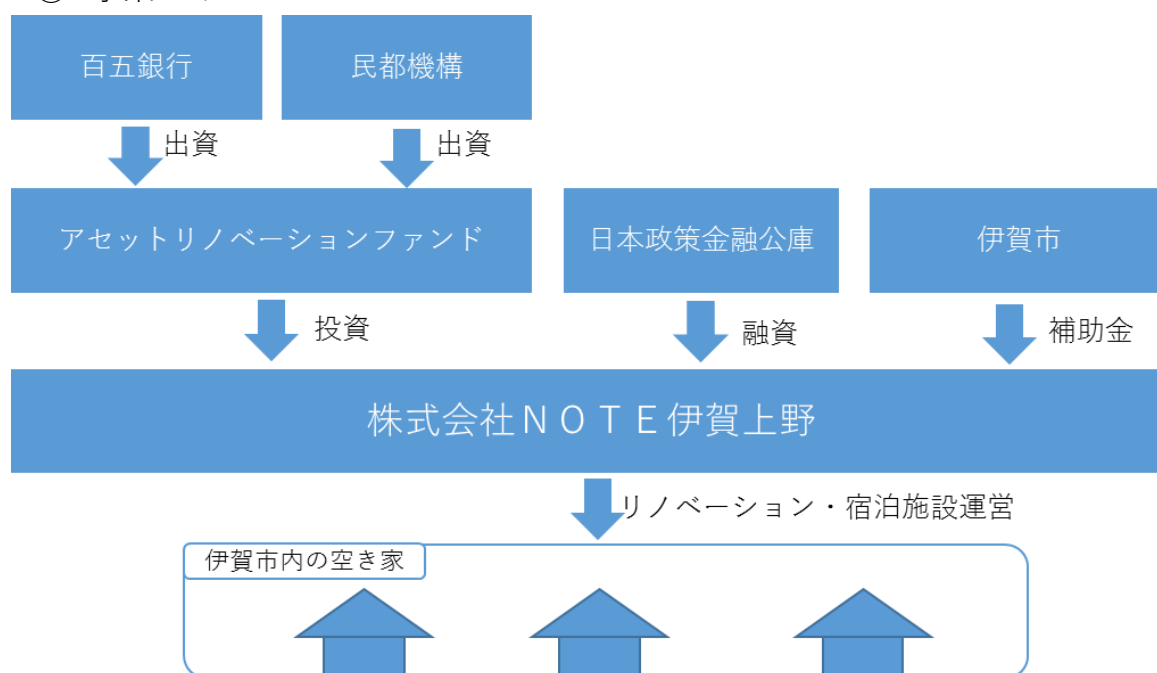 百五銀行
民都機構
出資
出資
アセットリノベーションファンド
日本政策金融公庫
伊賀市
投資
融資
補助金
株式会社ＮＯＴＥ伊賀上野
リノベーション・宿泊施設運営
伊賀市内の空き家